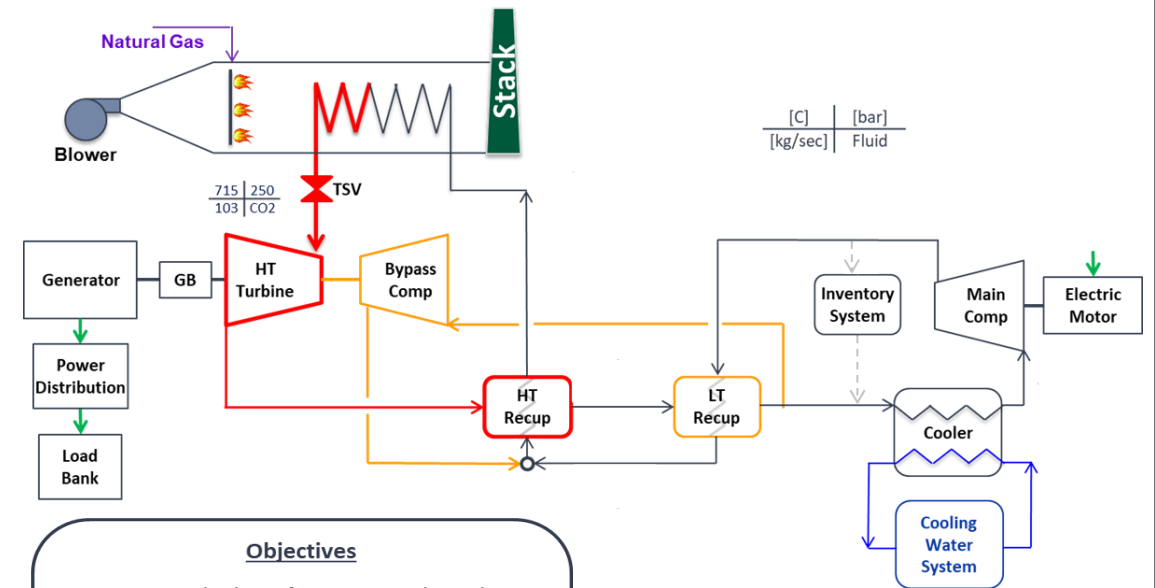 Natural Gas
Stack
Blower
[C] [bar]
[kg/sec] Fluid
715 250
103 CO2
TSV
Generator
GB
HT
Turbine
Bypass
Comp
Inventory
System
Main
Comp
Electric
Motor
Power
Distribution
HT
Recup
LT
Recup
Cooler
Load
Bank
Cooling
Water
System
Objectives